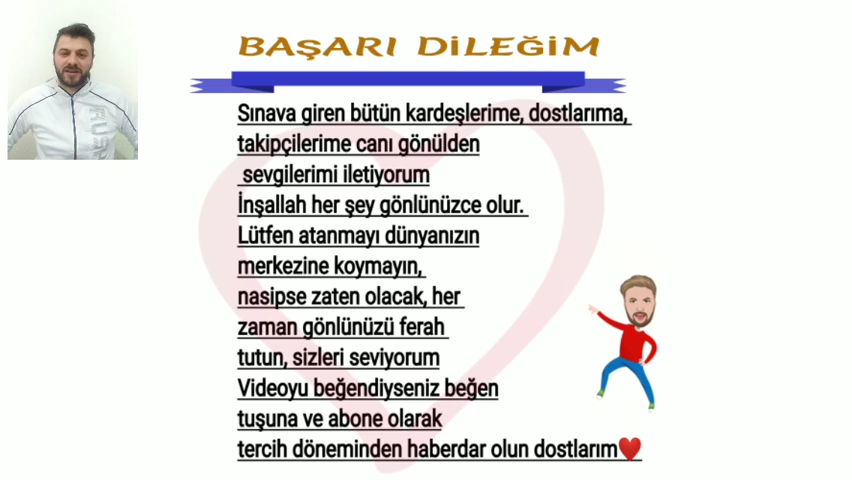 BAŞARI DİLEĞİM
Sınava giren bütün kardeşlerime, dostlarıma,
takipçilerime canı gönülden
sevgilerimi iletiyorum
İnşallah her şey gönlünüzce olur.
Lütfen atanmayı dünyanızın
merkezine koymayın,
nasipse zaten olacak, her
zaman gönlünüzü ferah
tutun, sizleri seviyorum
Videoyu beğendiyseniz beğen
tuşuna ve abone olarak
tercih döneminden haberdar olun dostlarım❤️